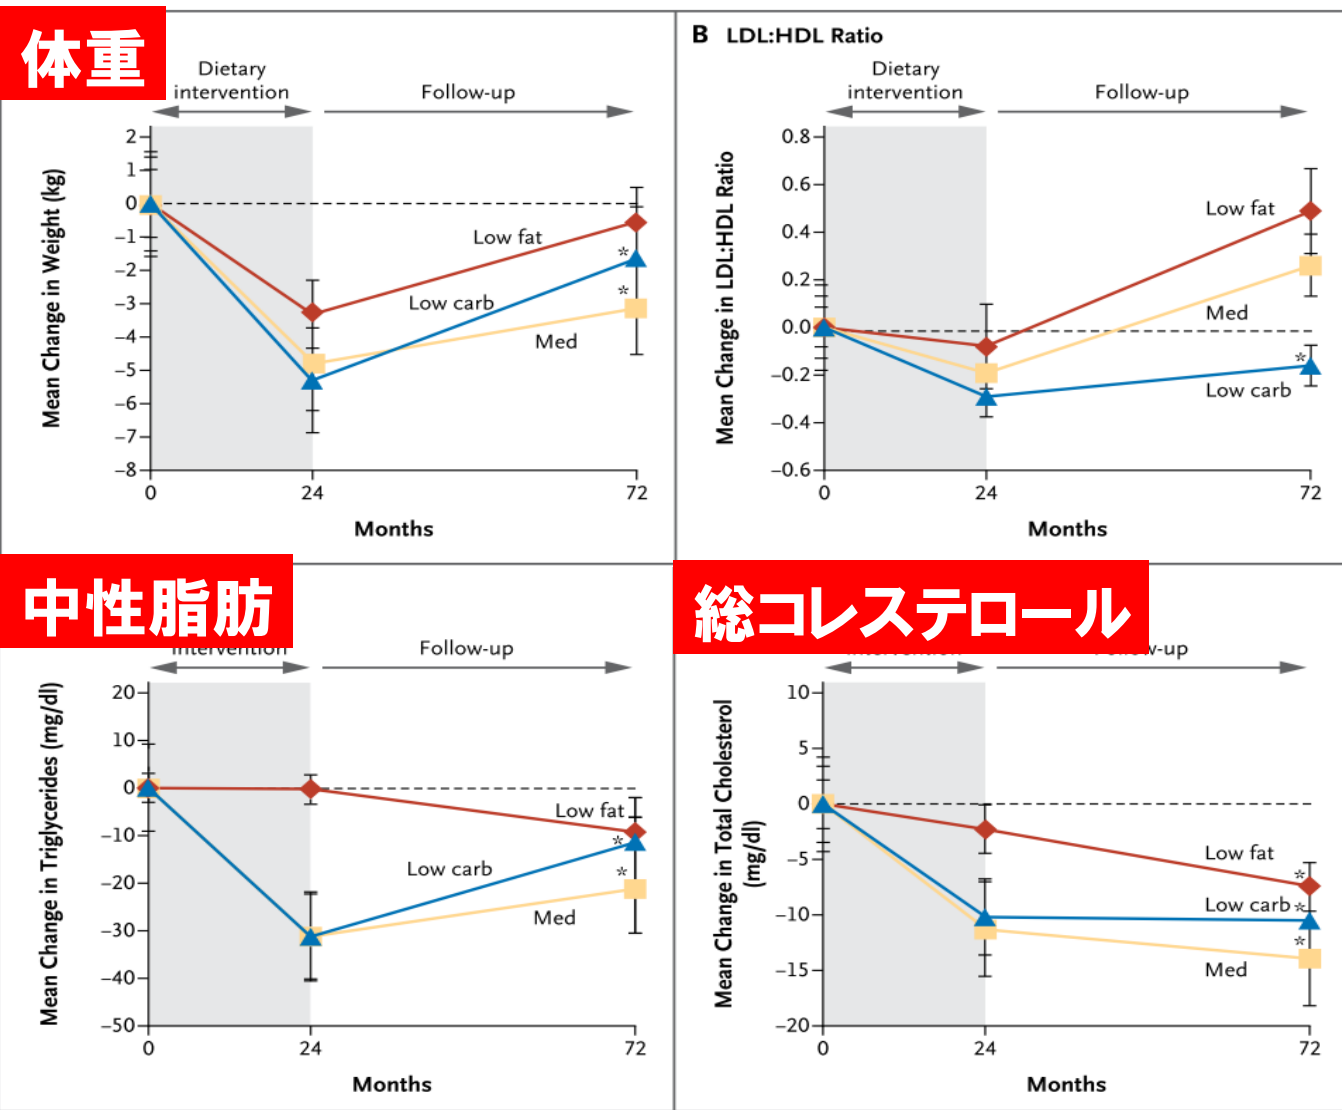 体重
Dietary
intervention
Follow-up
Mean Change in Weight (kg)
2
1
0
−1
−2
−3
−4
−5
−6
−7
−8
Low fat
*
Low carb
*
Med
0
24
72
Months
B LDL:HDL Ratio
Dietary
intervention
Follow-up
Mean Change in LDL:HDL Ratio
0.8
0.6
0.4
0.2
0.0
−0.2
−0.4
−0.6
Low fat
Med
*
Low carb
0
24
72
Months
中性脂肪
intervention
Follow-up
Mean Change in Triglycerides (mg/dl)
20
10
0
−10
−20
−30
−40
−50
Low fat
*
Low carb
*
Med
0
24
72
Months
総コレステロール
Mean Change in Total Cholesterol
(mg/dl)
10
5
0
−5
−10
−15
−20
Low fat
*
Low carb *
*
Med
0
24
72
Months